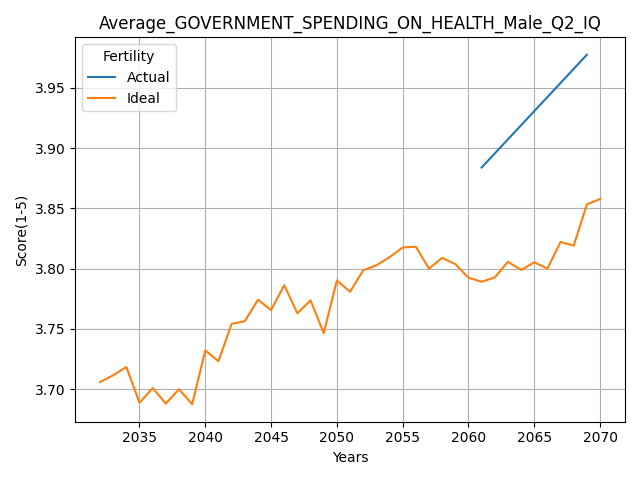 Average_GOVERNMENT_SPENDING_ON_HEALTH_Male_Q2_IQ
Fertility
Actual
Ideal
Score(1-5)
3.95
3.90
3.85
3.80
3.75
3.70
2035 2040 2045 2050 2055 2060 2065 2070
Years